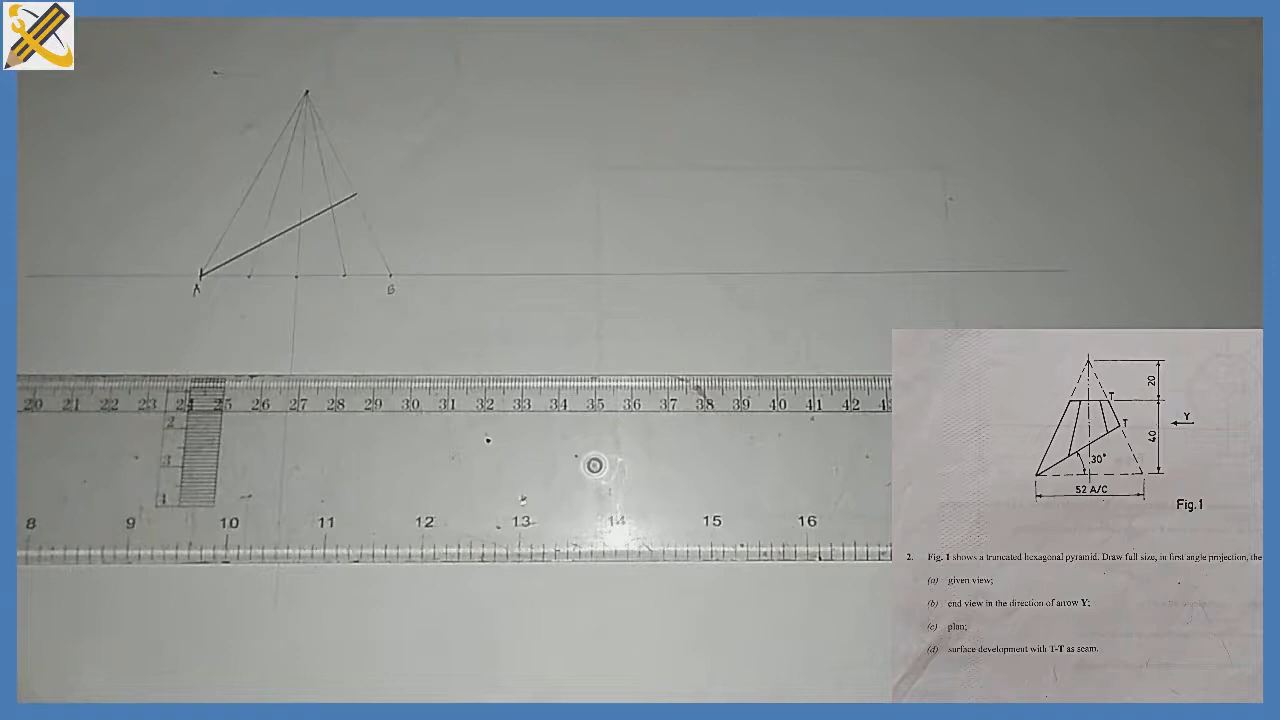 A B
20 21 22 23 24 25 26 27 28 29 30 31 32 33 34 35 36 37 38 39 40 41 42
2
3
8 9 10 11 12 13 14 15 16
20
T
T
Y
40
30°
52 A/C
Fig.1
2. Fig. 1 shows a truncated hexagonal pyramid. Draw full size, in first angle projection, the
(a) given view;
(b) end view in the direction of arrow Y;
(c) plan;
(d) surface development with T-T as seam.